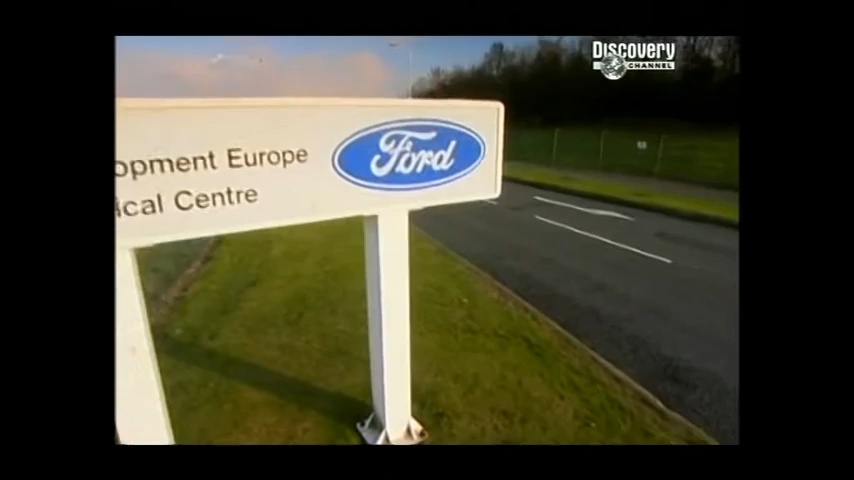 Discovery
CHANNEL
opment Europe
ical Centre
Ford